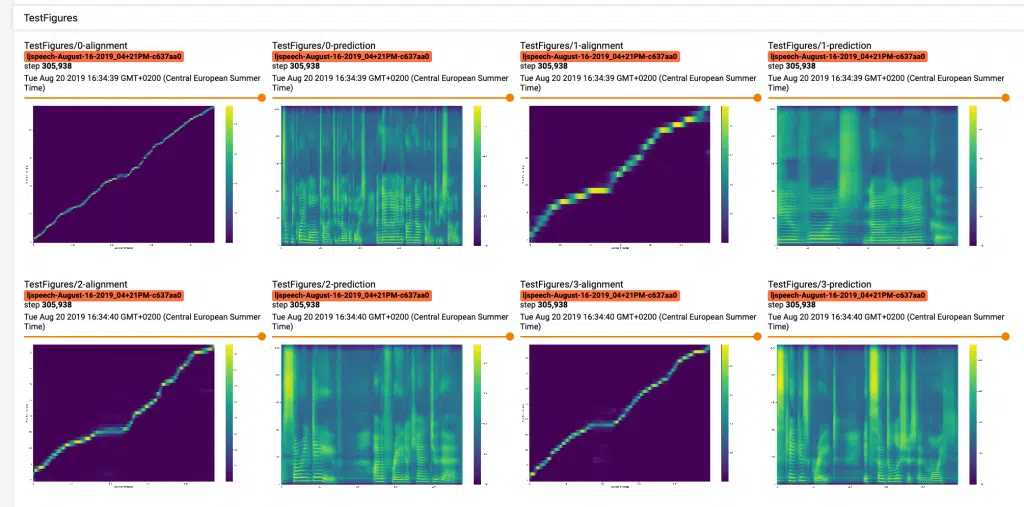 TestFigures
TestFigures/0-alignment
ljspeech-August-16-2019_04+21PM-c637aa0
step 305,938
Tue Aug 20 2019 16:34:39 GMT+0200 (Central European Summer
Time)
TestFigures/0-prediction
ljspeech-August-16-2019_04+21PM-c637aa0
step 305,938
Tue Aug 20 2019 16:34:39 GMT+0200 (Central European Summer
Time)
TestFigures/1-alignment
ljspeech-August-16-2019_04+21PM-c637aa0
step 305,938
Tue Aug 20 2019 16:34:39 GMT+0200 (Central European Summer
Time)
TestFigures/1-prediction
ljspeech-August-16-2019_04+21PM-c637aa0
step 305,938
Tue Aug 20 2019 16:34:39 GMT+0200 (Central European Summer
Time)
TestFigures/2-alignment
ljspeech-August-16-2019_04+21PM-c637aa0
step 305,938
Tue Aug 20 2019 16:34:40 GMT+0200 (Central European Summer
Time)
TestFigures/2-prediction
ljspeech-August-16-2019_04+21PM-c637aa0
step 305,938
Tue Aug 20 2019 16:34:40 GMT+0200 (Central European Summer
Time)
TestFigures/3-alignment
ljspeech-August-16-2019_04+21PM-c637aa0
step 305,938
Tue Aug 20 2019 16:34:40 GMT+0200 (Central European Summer
Time)
TestFigures/3-prediction
ljspeech-August-16-2019_04+21PM-c637aa0
step 305,938
Tue Aug 20 2019 16:34:40 GMT+0200 (Central European Summer
Time)